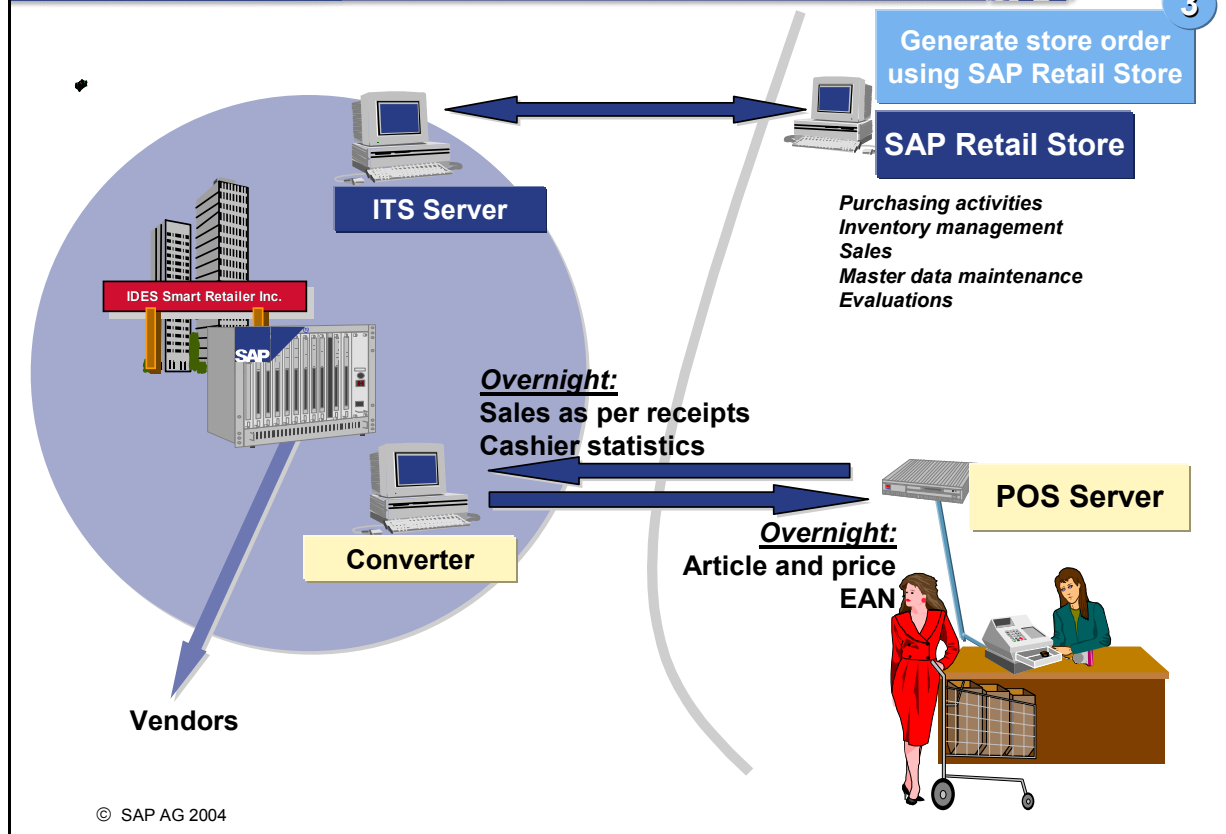 3
Generate store order
using SAP Retail Store
SAP Retail Store
ITS Server
Purchasing activities
Inventory management
Sales
Master data maintenance
Evaluations
IDES Smart Retailer Inc.
SAP
Overnight:
Sales as per receipts
Cashier statistics
POS Server
Converter
Overnight:
Article and price
EAN
Vendors
© SAP AG 2004